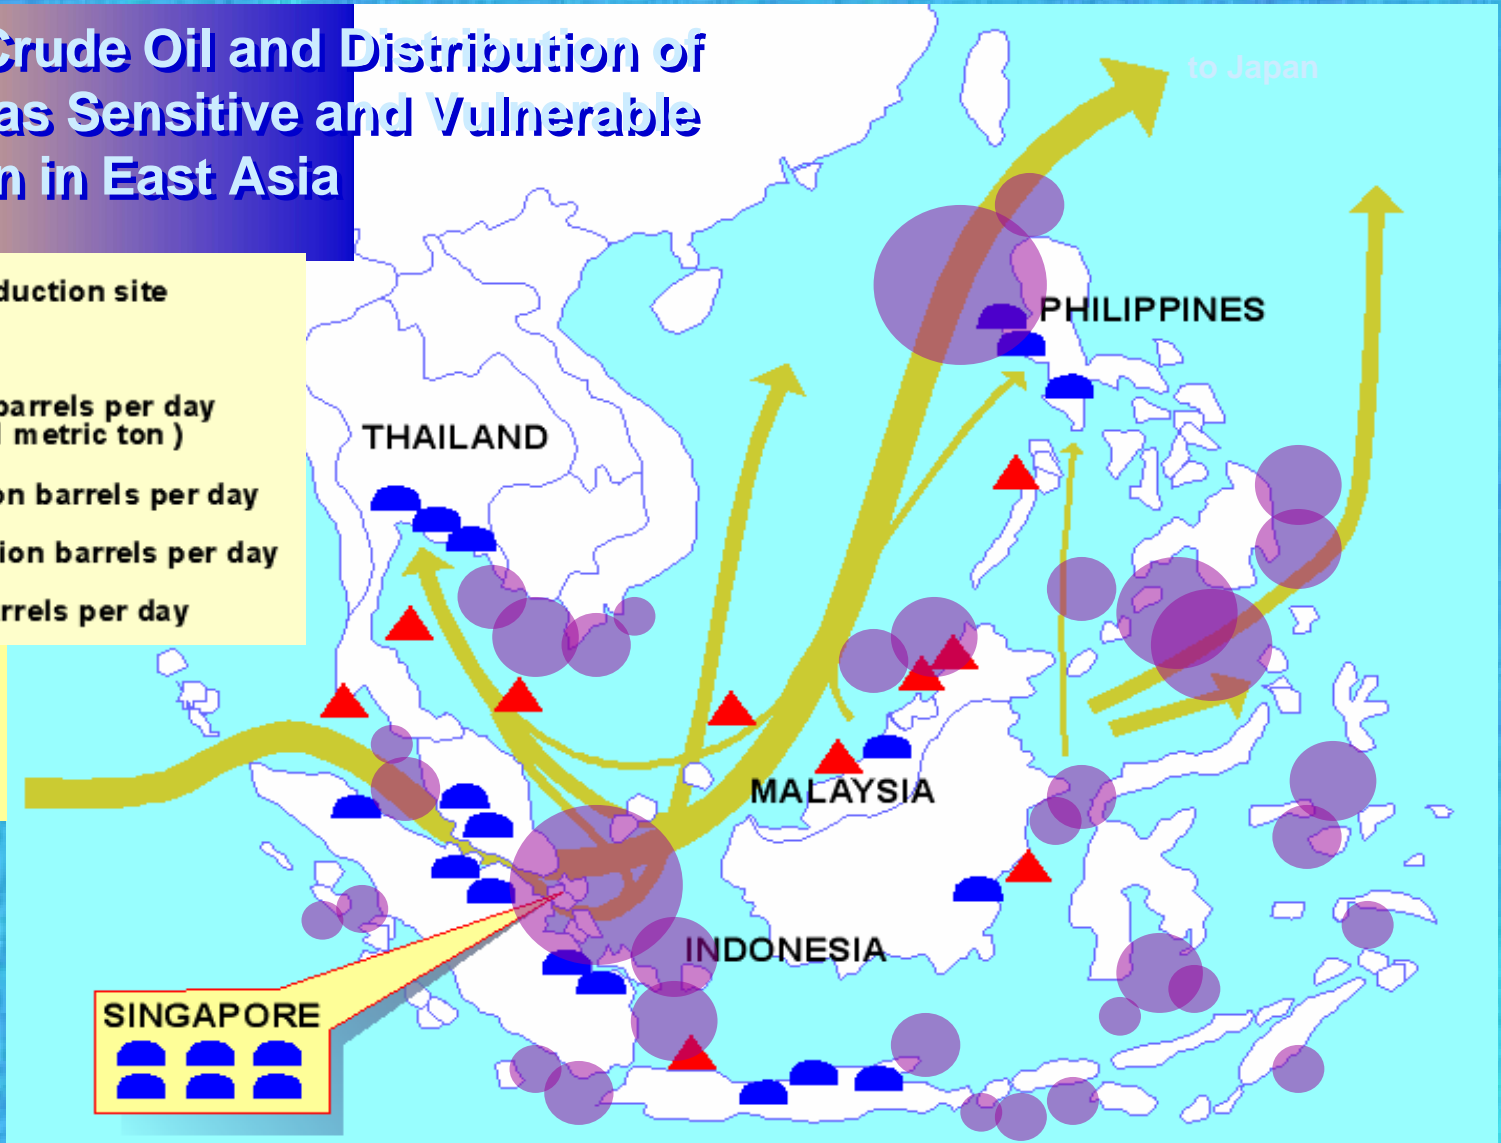 Crude Oil and Distribution of
as Sensitive and Vulnerable
n in East Asia
to Japan
duction site
barrels per day
l metric ton )
on barrels per day
ion barrels per day
rrels per day
PHILIPPINES
THAILAND
MALAYSIA
INDONESIA
SINGAPORE